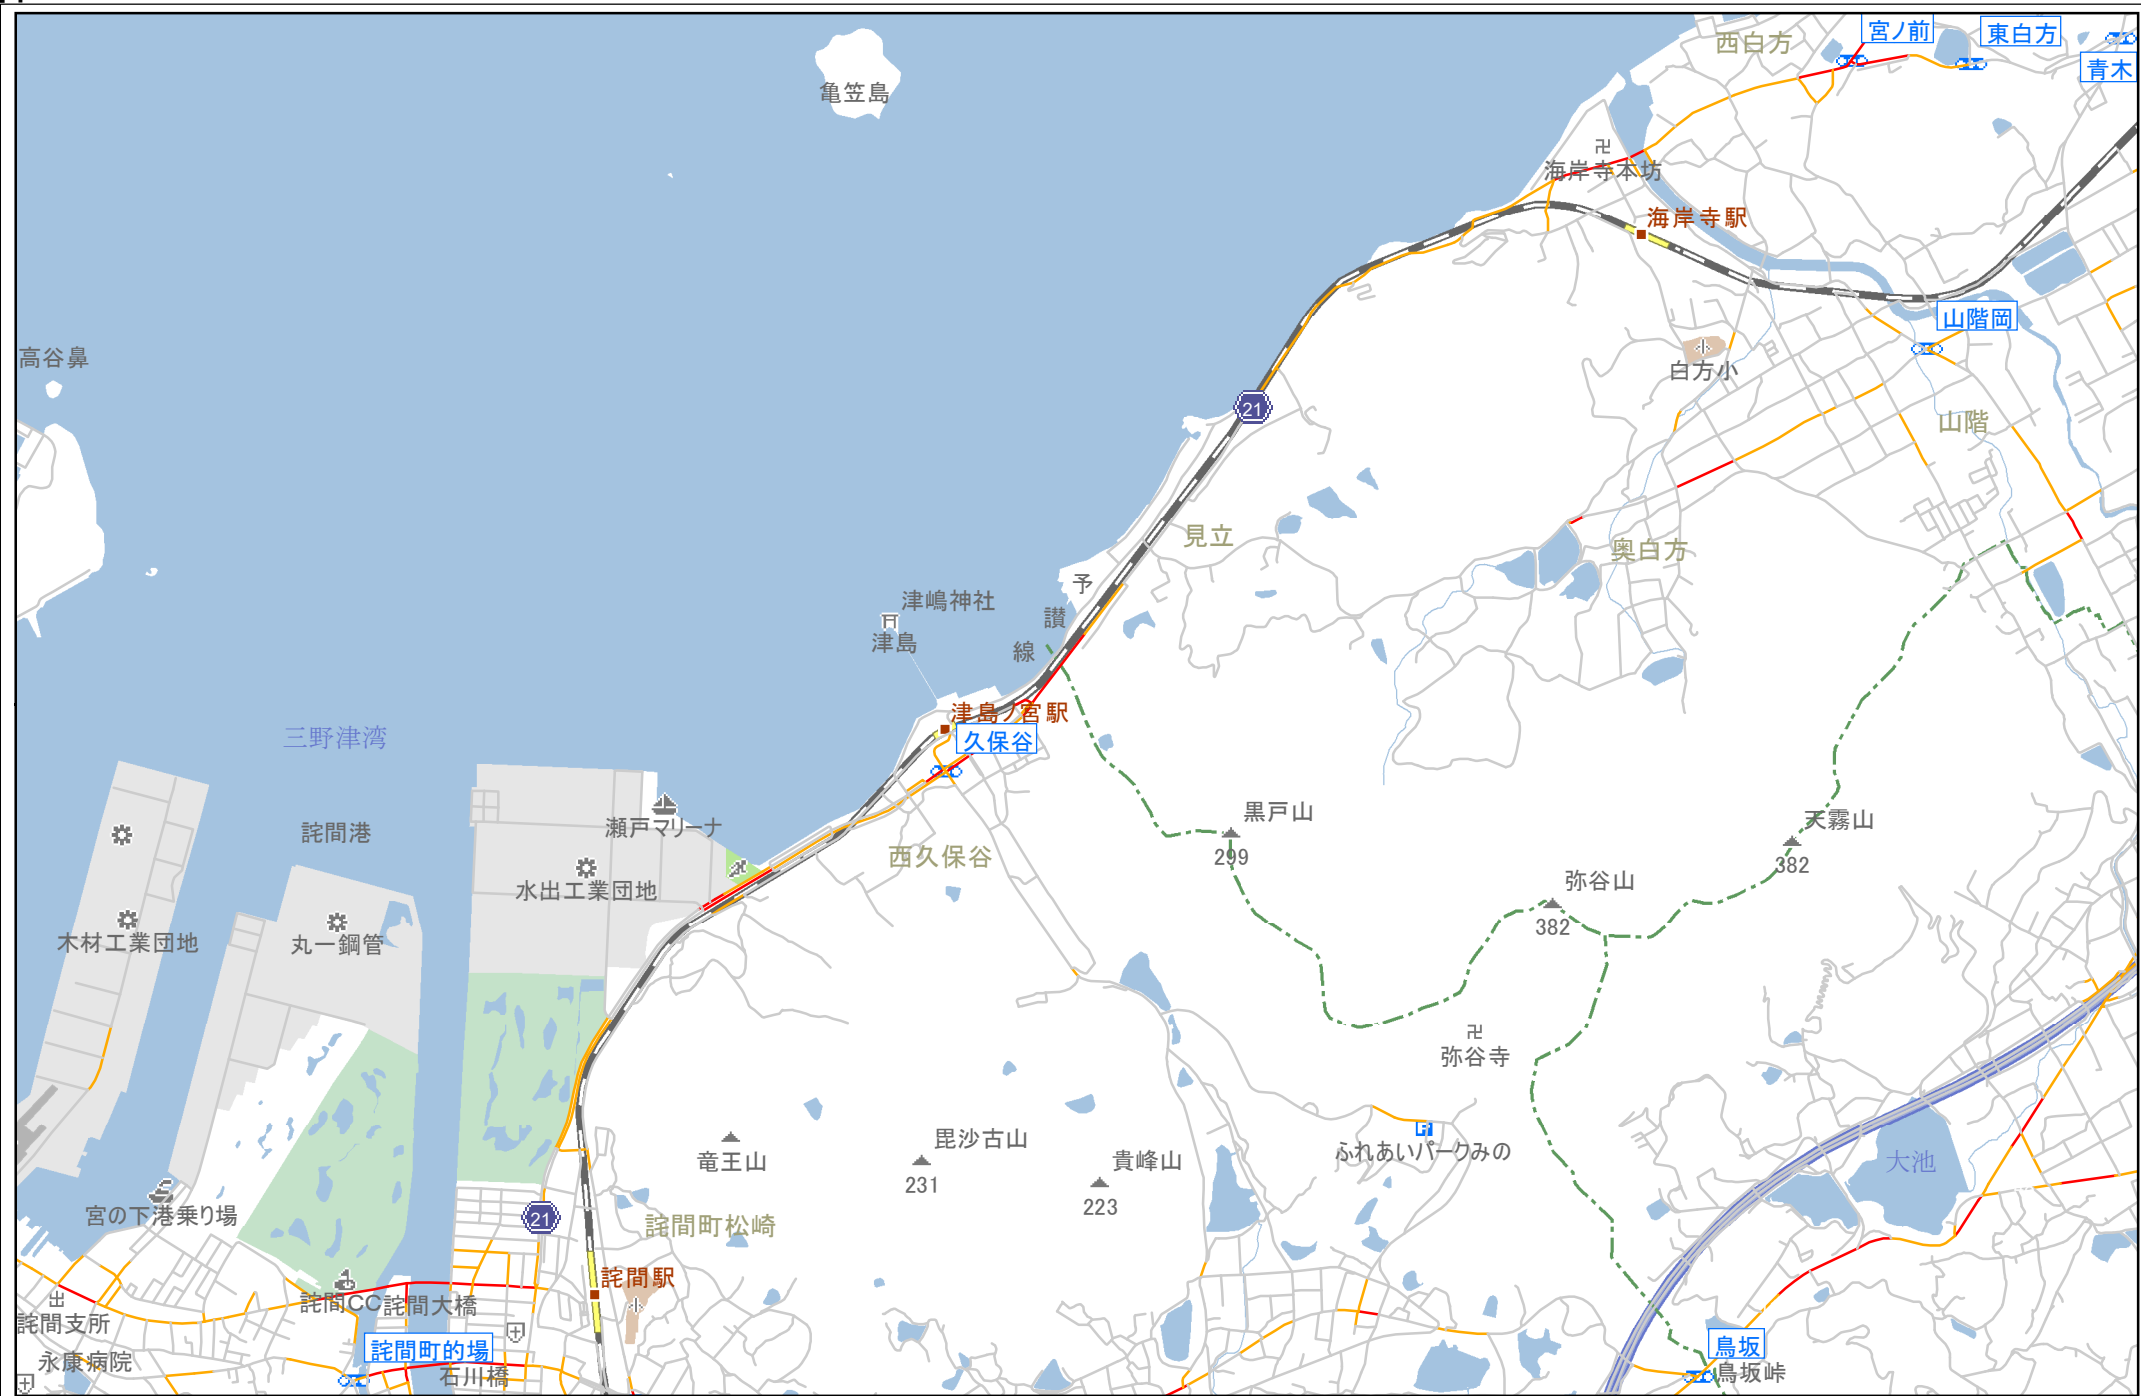 宮ノ前
東白方
西白方
青木
亀笠島
海岸寺本坊
海岸寺駅
山階岡
高谷鼻
白方小
21
山階
見立
奥白方
予
讃
線
津嶋神社
津島
津島ノ宮駅
久保谷
三野津湾
黒戸山
299
天霧山
382
詫間港
瀬戸マリーナ
西久保谷
弥谷山
382
水出工業団地
木材工業団地
丸一鋼管
弥谷寺
竜王山
毘沙古山
231
貴峰山
223
ふれあいパークみの
大池
宮の下港乗り場
21
詫間町松崎
詫間駅
詫間CC
詫間大橋
詫間支所
詫間町的場
永康病院
石川橋
鳥坂
鳥坂峠